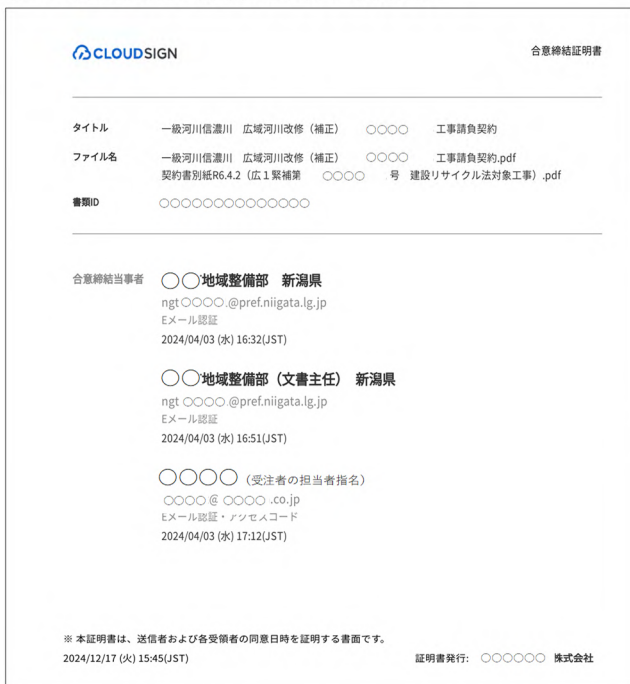 CLOUDSIGN
合意締結証明書
タイトル 一級河川信濃川 広域河川改修（補正） ○○○○ 工事請負契約
ファイル名 一級河川信濃川 広域河川改修（補正） ○○○○ 工事請負契約.pdf
契約書別紙R6.4.2（広１緊補第 ○○○○ 号 建設リサイクル法対象工事）.pdf
書類ID ○○○○○○○○○○○○○○
合意締結当事者 ○○地域整備部 新潟県
ngt○○○○.@pref.niigata.lg.jp
Eメール認証
2024/04/03 (水) 16:32(JST)
○○地域整備部（文書主任） 新潟県
ngt ○○○○.@pref.niigata.lg.jp
Eメール認証
2024/04/03 (水) 16:51(JST)
○○○○（受注者の担当者指名）
○○○○@ ○○○○ .co.jp
Eメール認証・アクセスコード
2024/04/03 (水) 17:12(JST)
※ 本証明書は、送信者および各受領者の同意日時を証明する書面です。
2024/12/17 (火) 15:45(JST)
証明書発行: ○○○○○○ 株式会社